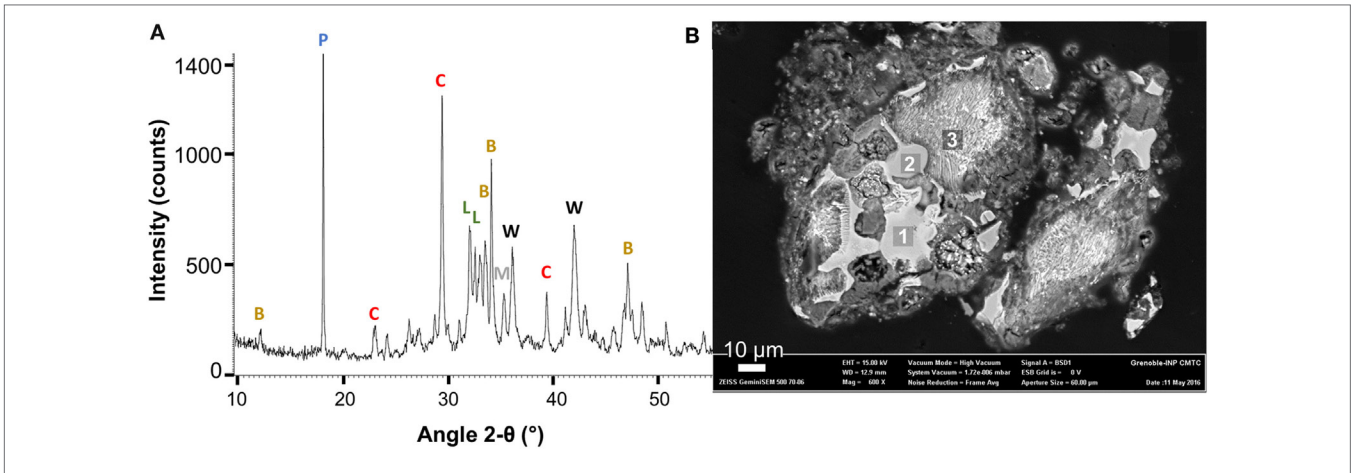 A
B
P
C
B
B
L
L
W
W
M
C
B
B
C
1400
1000
500
0
10
20
30
40
50
Intensity (counts)
Angle 2-θ (°)
3
2
1
10 µm
EHT = 15.00 kV Vacuum Mode = High Vacuum Signal A = BSD1 Grenoble-INP CMTC
WD = 12.9 mm System Vacuum = 1.72e-006 mbar ESB Grid is = 0 V
ZEISS GeminiSEM 500 70-06 Mag = 600 X Noise Reduction = Frame Avg Aperture Size = 60.00 µm Date :11 May 2016